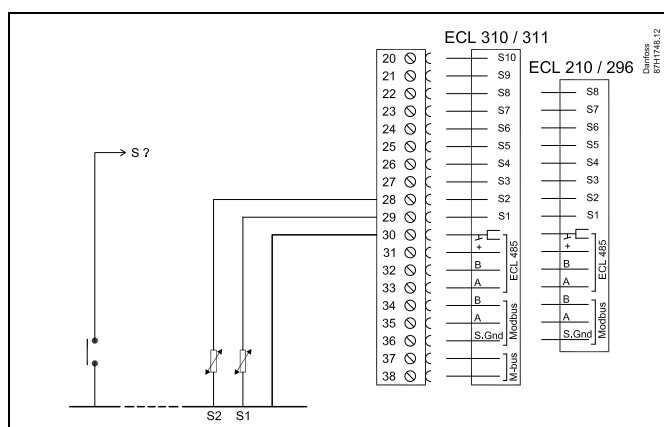 ECL 310 / 311
ECL 210 / 296
Danfoss
87H1748.12
20 S10
21 S9
22 S8 S8
23 S7 S7
24 S6 S6
25 S5 S5
26 S4 S4
27 S3 S3
28 S2 S2
29 S1 S1
30
31 + +
32 B B
33 A A
ECL 485
ECL 485
34 B B
35 A A
36 S.Gnd S.Gnd
Modbus
Modbus
37
38
M-bus
S ?
S2 S1